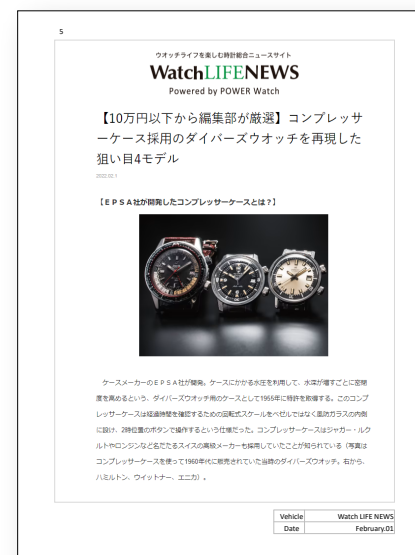 5
ウオッチライフを楽しむ時計総合ニュースサイト
WatchLIFENEWS
Powered by POWER Watch
【10万円以下から編集部が厳選】コンプレッサ
ーケース採用のダイバーズウオッチを再現した
狙い目4モデル
2022.02.1
【ＥＰＳＡ社が開発したコンプレッサーケースとは？】
ケースメーカーのＥＰＳＡ社が開発。ケースにかかる水圧を利用して、水深が増すごとに密閉
度を高めるという、ダイバーズウオッチ用のケースとして1955年に特許を取得する。このコンプ
レッサーケースは経過時間を確認するための回転式スケールをベゼルではなく風防ガラスの内側
に設け、2時位置のボタンで操作するという仕様だった。コンプレッサーケースはジャガー・ルク
ルトやロンジンなど名だたるスイスの高級メーカーも採用していたことが知られている（写真は
コンプレッサーケースを使って1960年代に販売されていた当時のダイバーズウオッチ。右から、
ハミルトン、ウイットナー、エニカ）。
Vehicle Watch LIFE NEWS
Date February.01